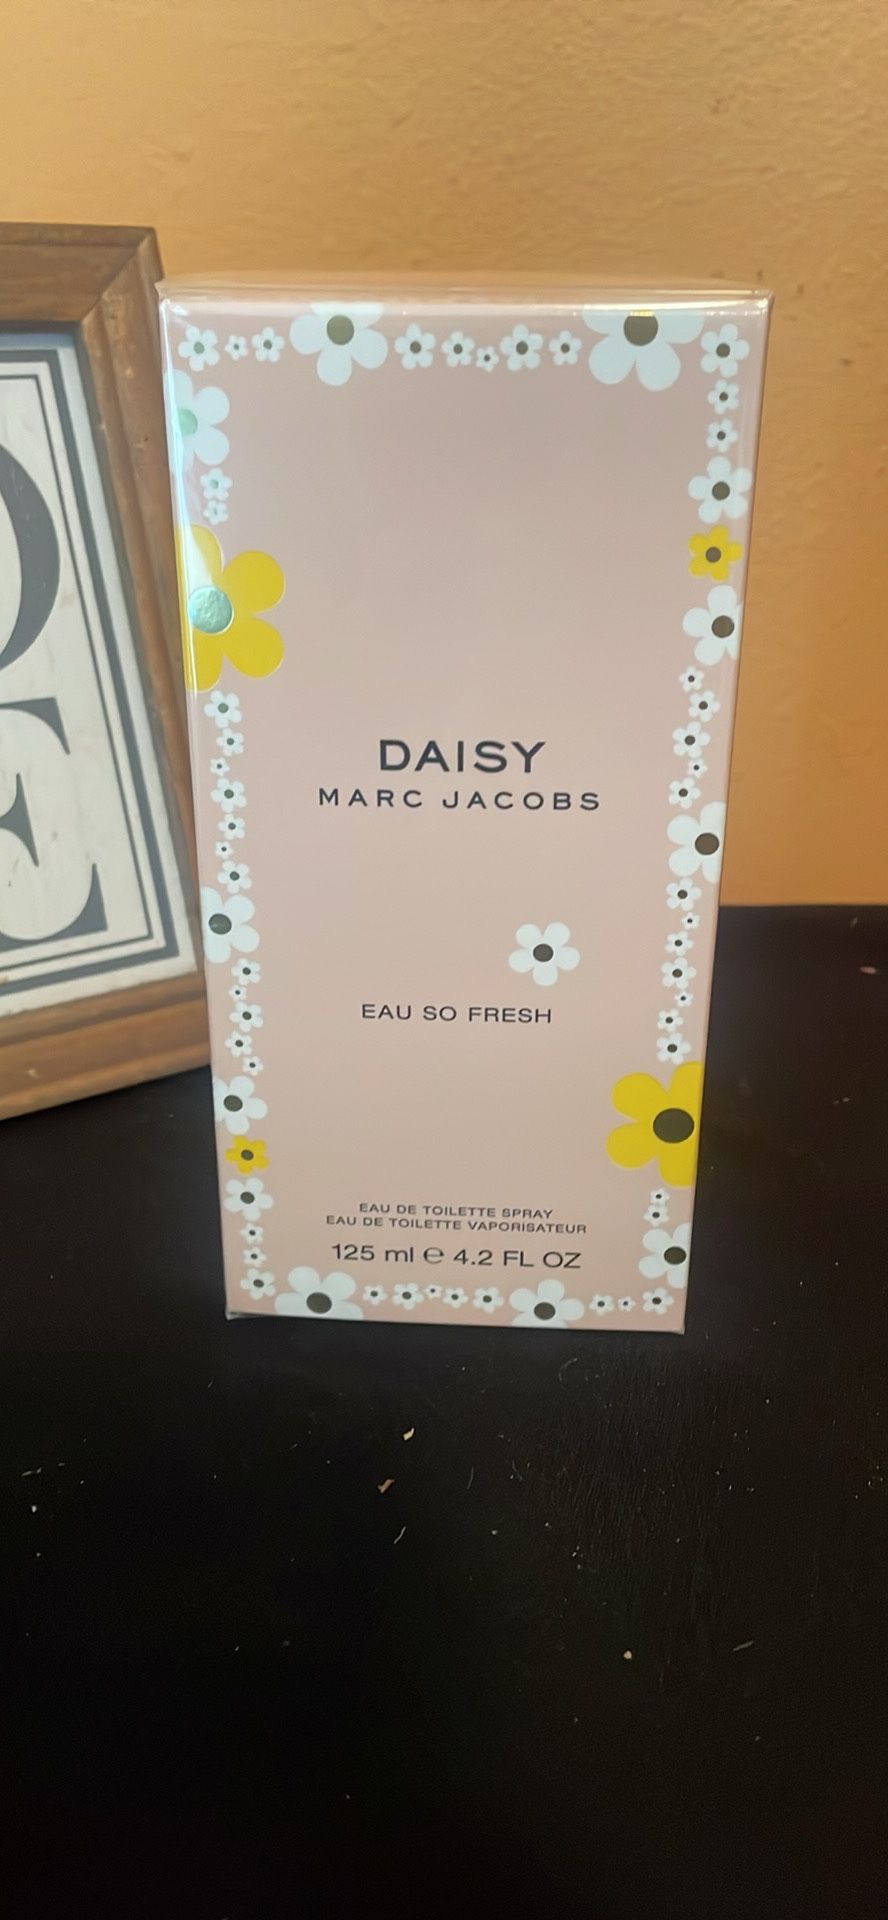 DAISY
MARC JACOBS
EAU SO FRESH
EAU DE TOILETTE SPRAY
EAU DE TOILETTE VAPORISATEUR
125 ml ℮ 4.2 FL OZ